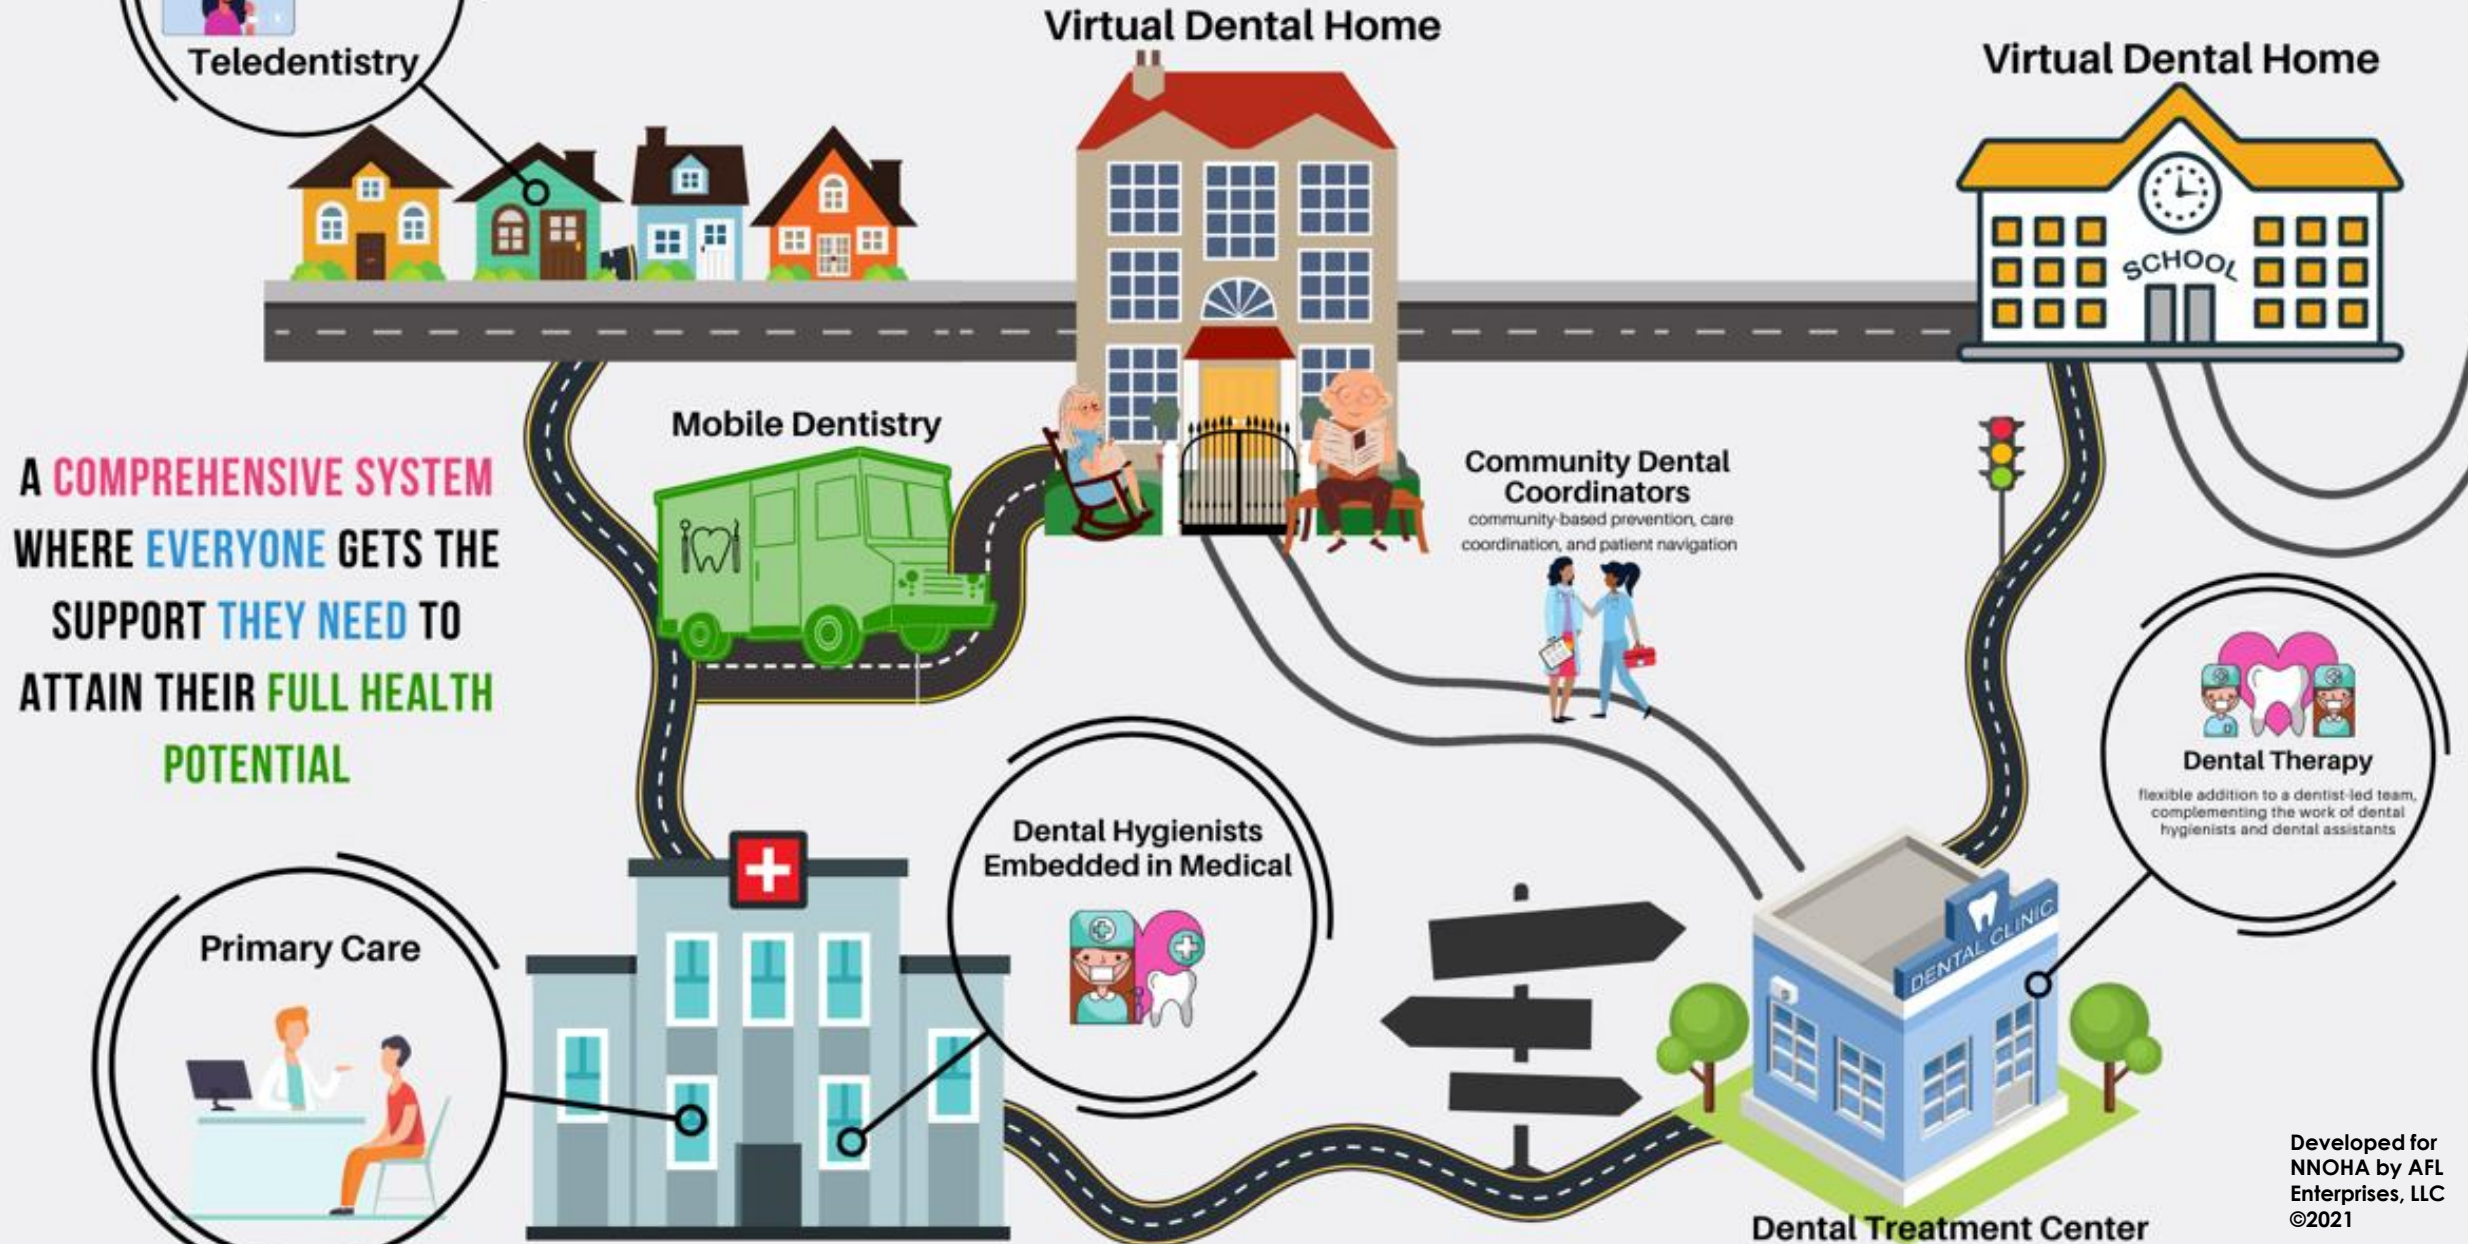 Teledentistry
Virtual Dental Home
Virtual Dental Home
SCHOOL
Mobile Dentistry
A COMPREHENSIVE SYSTEM
WHERE EVERYONE GETS THE
SUPPORT THEY NEED TO
ATTAIN THEIR FULL HEALTH
POTENTIAL
Community Dental
Coordinators
community-based prevention, care
coordination, and patient navigation
Dental Therapy
flexible addition to a dentist-led team,
complementing the work of dental
hygienists and dental assistants
Dental Hygienists
Embedded in Medical
Primary Care
DENTAL CLINIC
Dental Treatment Center
Developed for
NNOHA by AFL
Enterprises, LLC
©2021